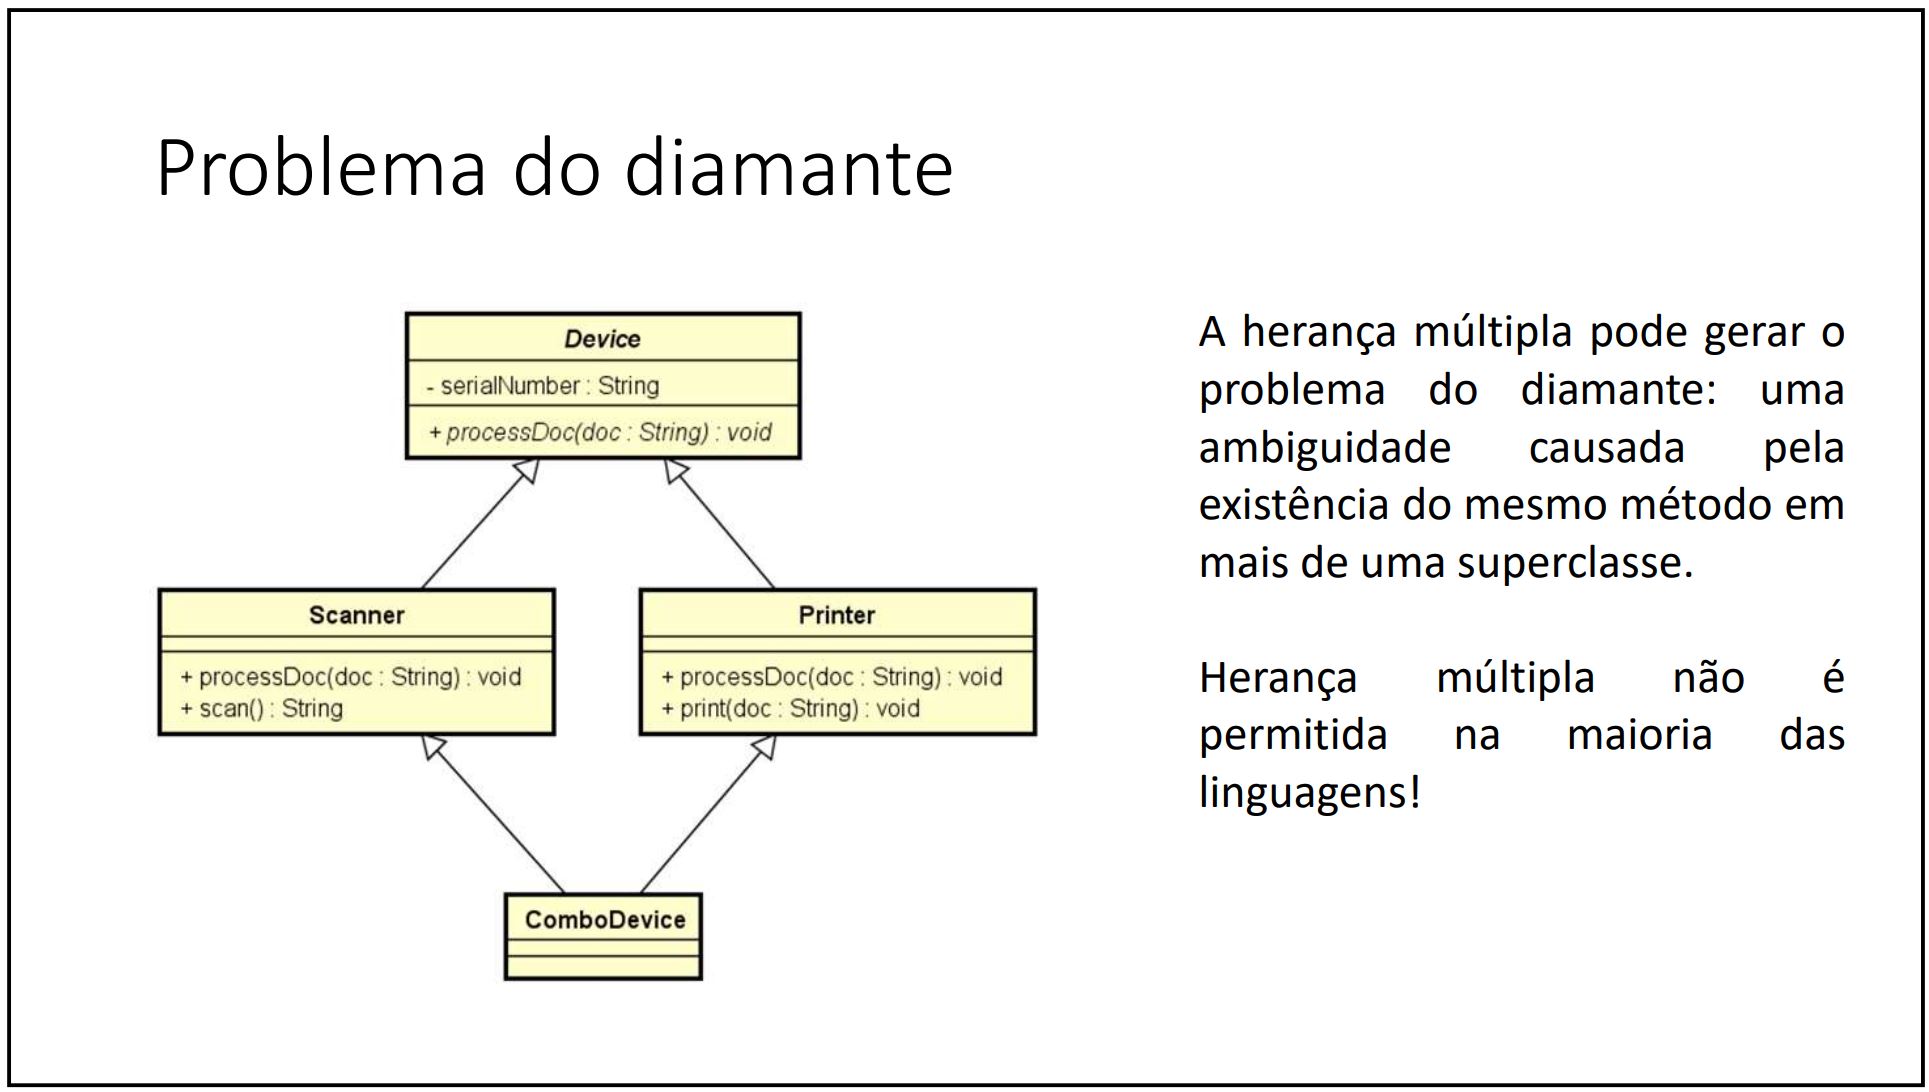 Problema do diamante
Device
- serialNumber : String
+ processDoc(doc : String) : void
Scanner
+ processDoc(doc : String) : void
+ scan() : String
Printer
+ processDoc(doc : String) : void
+ print(doc : String) : void
ComboDevice
A herança múltipla pode gerar o
problema do diamante: uma
ambiguidade causada pela
existência do mesmo método em
mais de uma superclasse.
Herança múltipla não é
permitida na maioria das
linguagens!